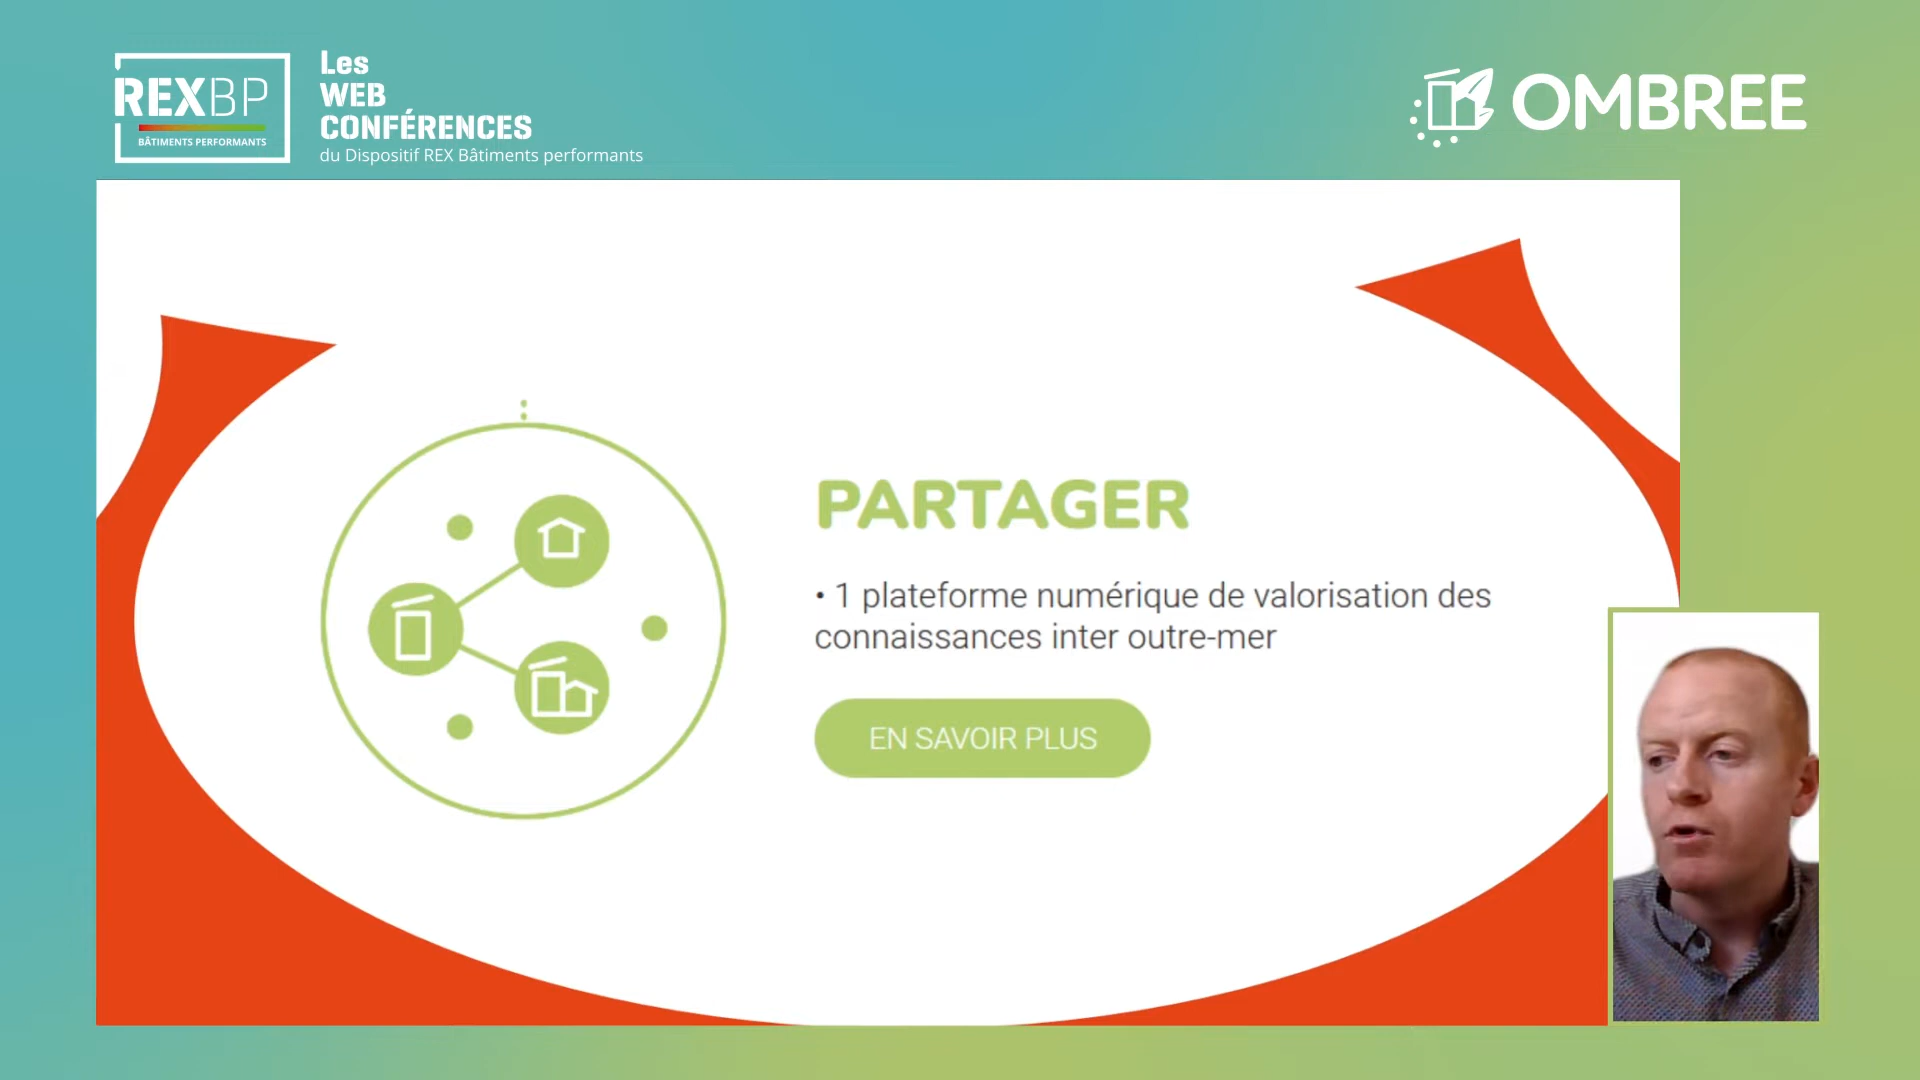 REXBP
BÂTIMENTS PERFORMANTS
Les
WEB
CONFÉRENCES
du Dispositif REX Bâtiments performants
OMBREE
PARTAGER
• 1 plateforme numérique de valorisation des
connaissances inter outre-mer
EN SAVOIR PLUS